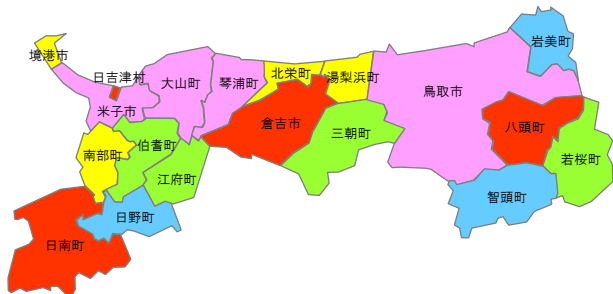 岩美町
境港市
日吉津村
大山町
琴浦町
北栄町
湯梨浜町
鳥取市
米子市
倉吉市
三朝町
八頭町
南部町
伯耆町
江府町
若桜町
智頭町
日野町
日南町